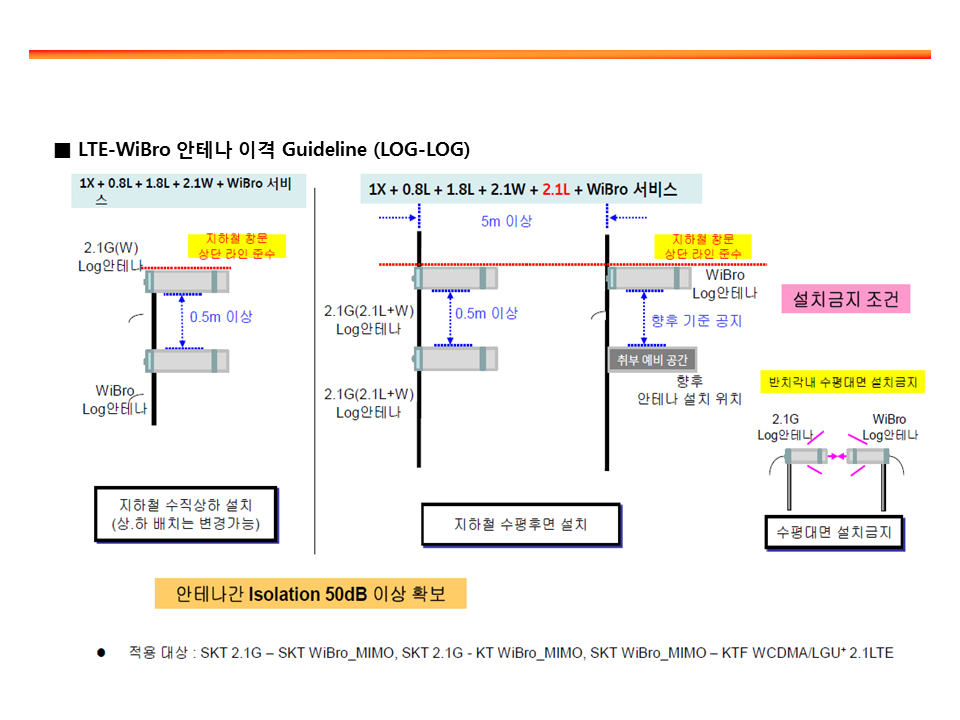 ■ LTE-WiBro 안테나 이격 Guideline (LOG-LOG)
1X + 0.8L + 1.8L + 2.1W + WiBro 서비
스
지하철 창문
상단 라인 준수
2.1G(W)
Log안테나
0.5m 이상
WiBro
Log안테나
지하철 수직상하 설치
(상.하 배치는 변경가능)
1X + 0.8L + 1.8L + 2.1W + 2.1L + WiBro 서비스
5m 이상
지하철 창문
상단 라인 준수
2.1G(2.1L+W)
Log안테나
0.5m 이상
2.1G(2.1L+W)
Log안테나
WiBro
Log안테나
향후 기준 공지
취부 예비 공간
향후
안테나 설치 위치
지하철 수평후면 설치
설치금지 조건
반치각내 수평대면 설치금지
2.1G
Log안테나
WiBro
Log안테나
수평대면 설치금지
안테나간 Isolation 50dB 이상 확보
● 적용 대상 : SKT 2.1G – SKT WiBro_MIMO, SKT 2.1G - KT WiBro_MIMO, SKT WiBro_MIMO – KTF WCDMA/LGU⁺ 2.1LTE